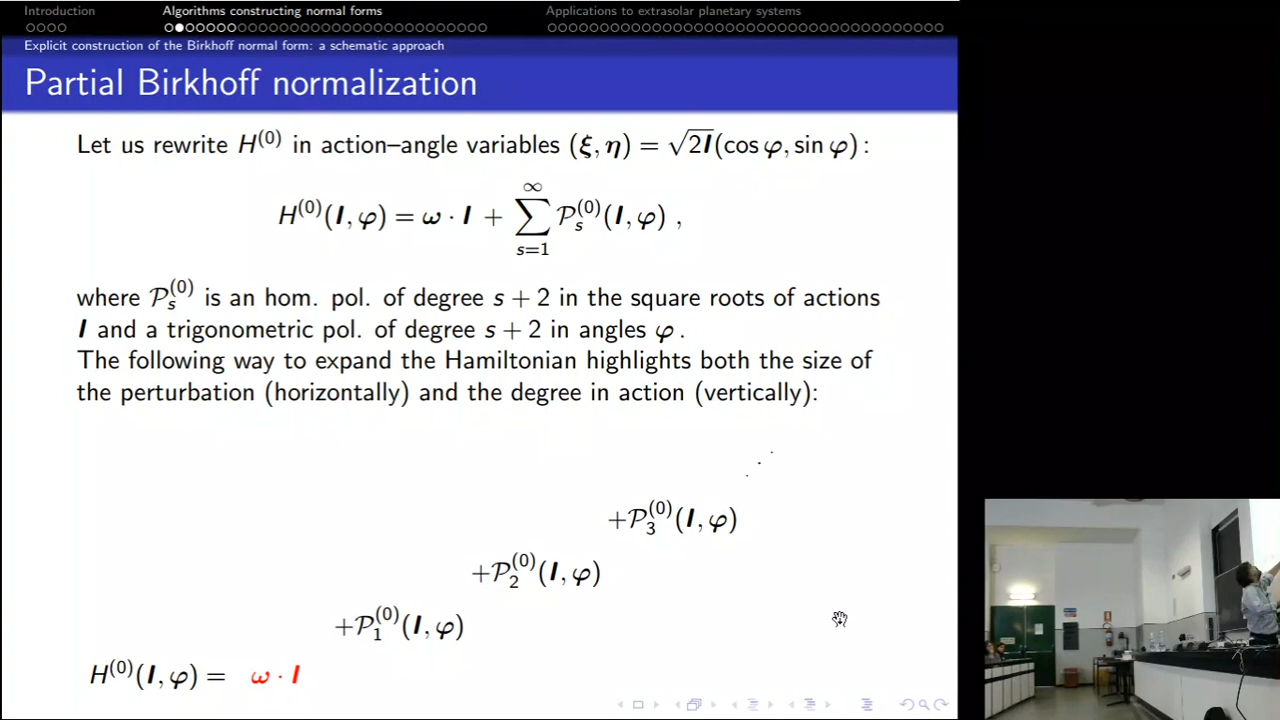 Introduction
Algorithms constructing normal forms
Applications to extrasolar planetary systems
Explicit construction of the Birkhoff normal form: a schematic approach
Partial Birkhoff normalization
Let us rewrite H^(0) in action–angle variables (ξ, η) = √2I(cos φ, sin φ) :
H^(0)(I, φ) = ω · I + ∑_{s=1}^{∞} P_s^(0)(I, φ) ,
where P_s^(0) is an hom. pol. of degree s + 2 in the square roots of actions
I and a trigonometric pol. of degree s + 2 in angles φ .
The following way to expand the Hamiltonian highlights both the size of
the perturbation (horizontally) and the degree in action (vertically):
+P_3^(0)(I, φ)
+P_2^(0)(I, φ)
+P_1^(0)(I, φ)
H^(0)(I, φ) = ω · I